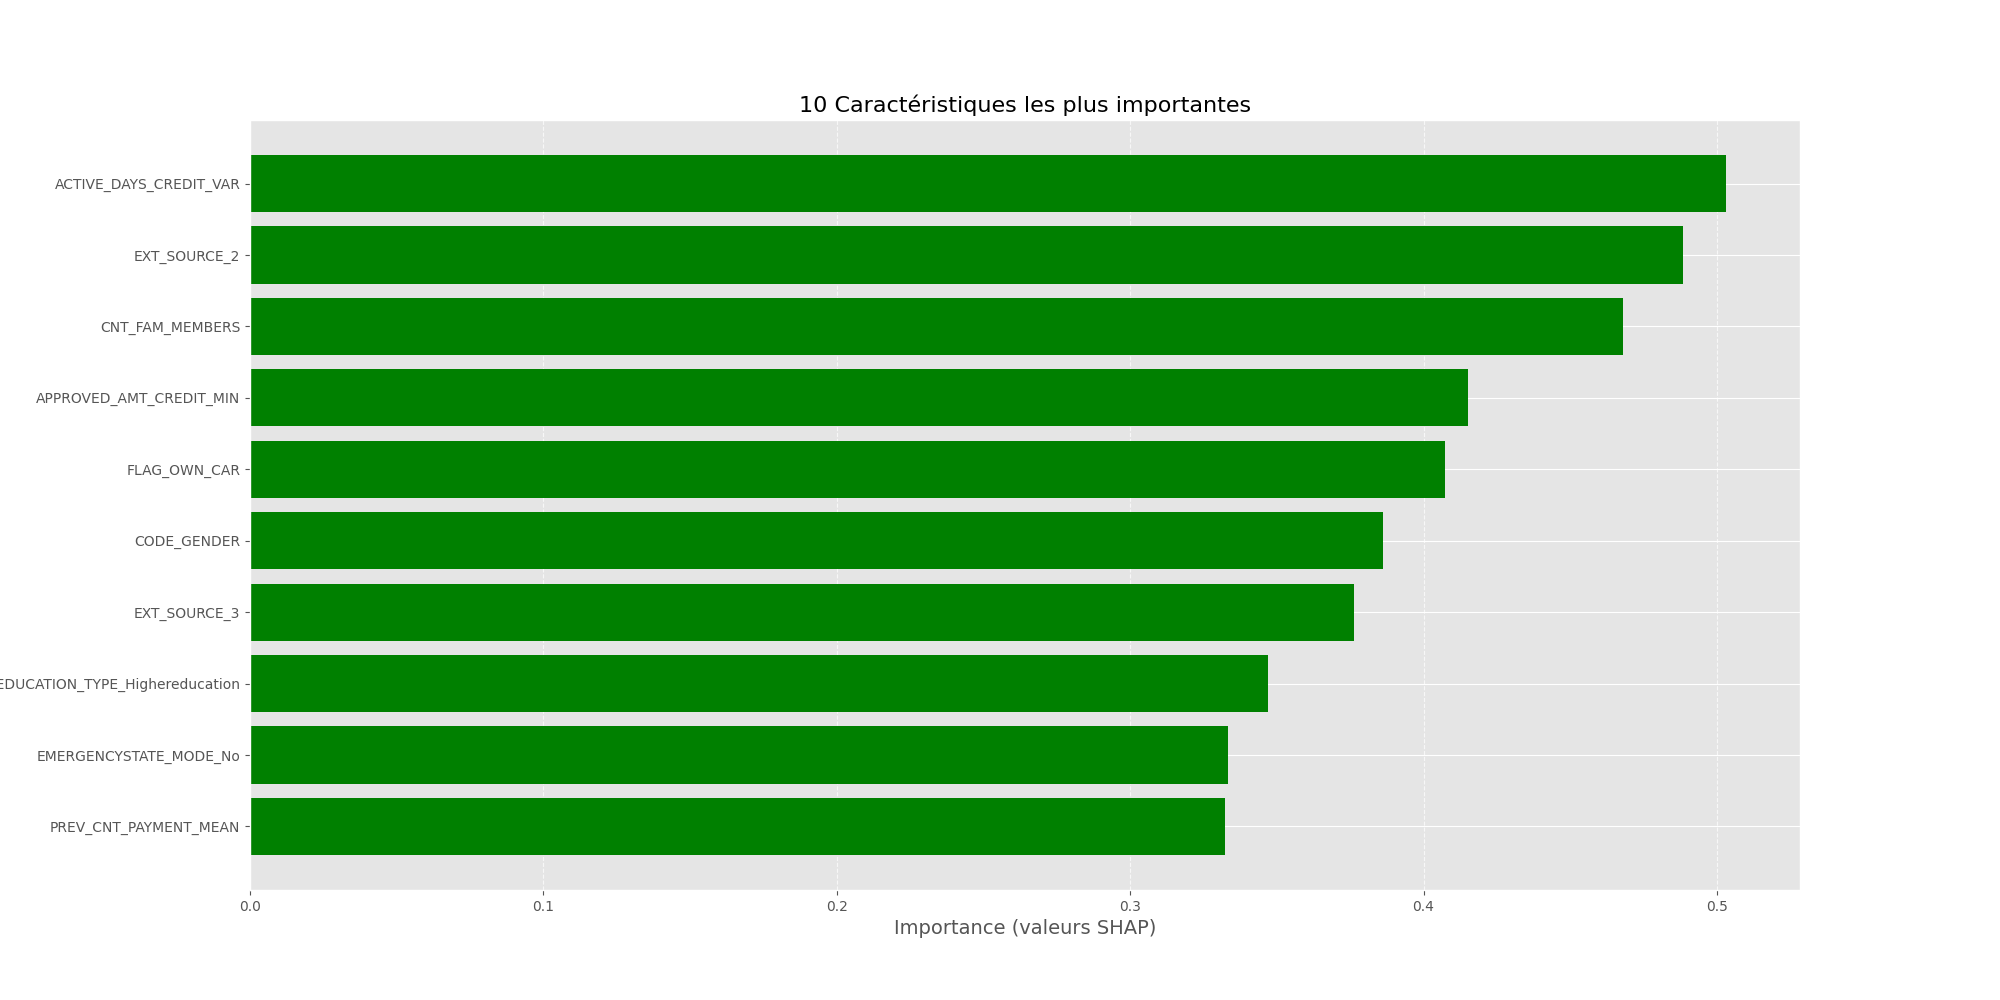 10 Caractéristiques les plus importantes
ACTIVE_DAYS_CREDIT_VAR
EXT_SOURCE_2
CNT_FAM_MEMBERS
APPROVED_AMT_CREDIT_MIN
FLAG_OWN_CAR
CODE_GENDER
EXT_SOURCE_3
EDUCATION_TYPE_Highereducation
EMERGENCYSTATE_MODE_No
PREV_CNT_PAYMENT_MEAN
0.0 0.1 0.2 0.3 0.4 0.5
Importance (valeurs SHAP)